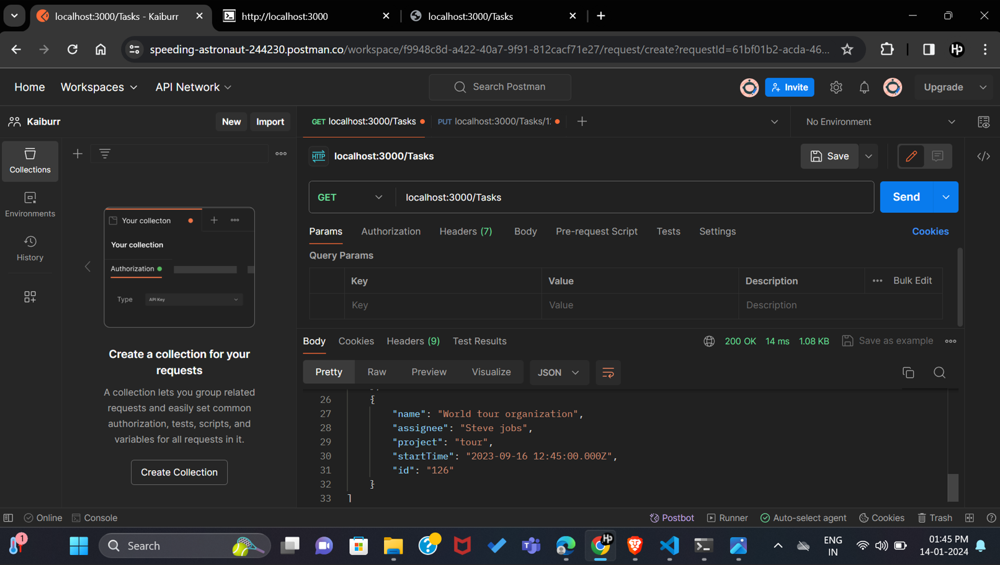 localhost:3000/Tasks - Kaiburr
http://localhost:3000
localhost:3000/Tasks
speeding-astronaut-244230.postman.co/workspace/f9948c8d-a422-40a7-9f91-812cacf71e27/request/create?requestId=61bf01b2-acda-46...
Home Workspaces API Network
Search Postman
Invite
Upgrade
Kaiburr
New Import
GET localhost:3000/Tasks
PUT localhost:3000/Tasks/1
No Environment
Collections
Environments
History
HTTP localhost:3000/Tasks
Save
GET localhost:3000/Tasks
Send
Params Authorization Headers (7) Body Pre-request Script Tests Settings
Cookies
Query Params
Key Value Description
Bulk Edit
Key Value Description
Your collecton
Your collection
Authorization
Type API Key
Create a collection for your
requests
A collection lets you group related
requests and easily set common
authorization, tests, scripts, and
variables for all requests in it.
Create Collection
Body Cookies Headers (9) Test Results
200 OK 14 ms 1.08 KB Save as example
Pretty Raw Preview Visualize JSON
26 {
27 "name": "World tour organization",
28 "assignee": "Steve jobs",
29 "project": "tour",
30 "startTime": "2023-09-16 12:45:00.000Z",
31 "id": "126"
32 }
33 ]
Online Console
Postbot Runner Auto-select agent Cookies Trash
1
Search
ENG
IN
01:45 PM
14-01-2024